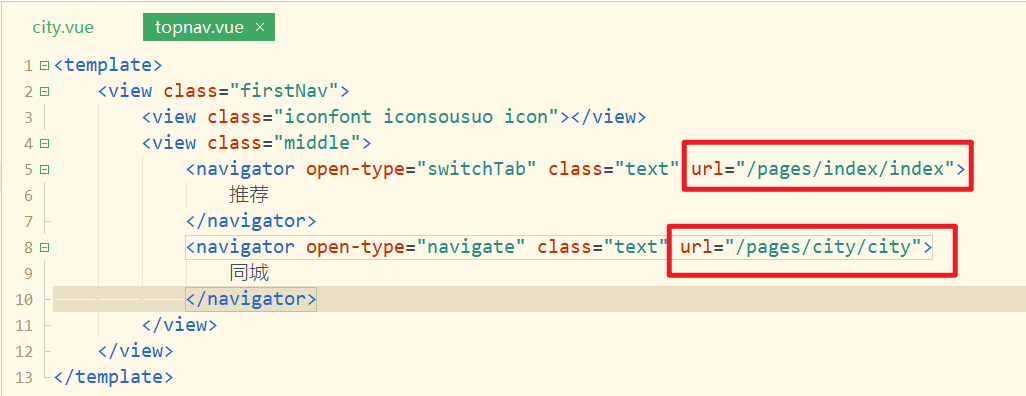 city.vue topnav.vue ×
1 <template>
2 <view class="firstNav">
3 <view class="iconfont iconsousuo icon"></view>
4 <view class="middle">
5 <navigator open-type="switchTab" class="text" url="/pages/index/index">
6 推荐
7 </navigator>
8 <navigator open-type="navigate" class="text" url="/pages/city/city">
9 同城
10 </navigator>
11 </view>
12 </view>
13 </template>